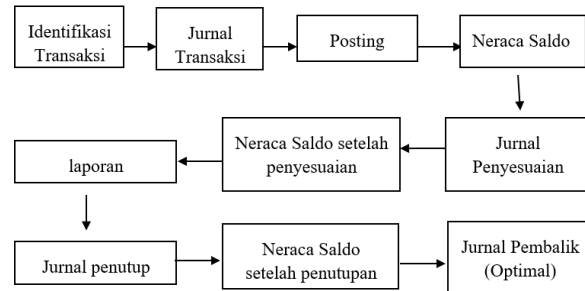 Identifikasi
Transaksi
Jurnal
Transaksi
Posting
Neraca Saldo
Jurnal
Penyesuaian
Neraca Saldo setelah
penyesuaian
laporan
Jurnal penutup
Neraca Saldo
setelah penutupan
Jurnal Pembalik
(Optimal)